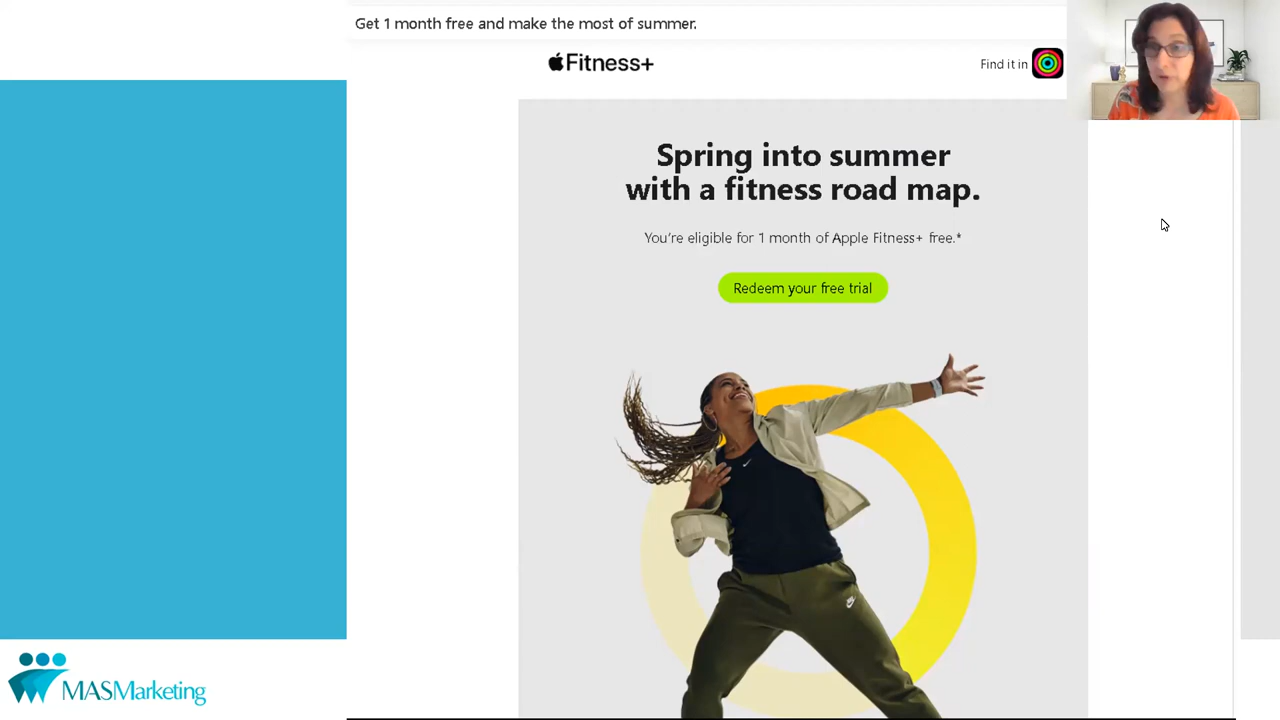 Get 1 month free and make the most of summer.
Fitness+
Find it in
Spring into summer
with a fitness road map.
You're eligible for 1 month of Apple Fitness+ free.*
Redeem your free trial
MASMarketing